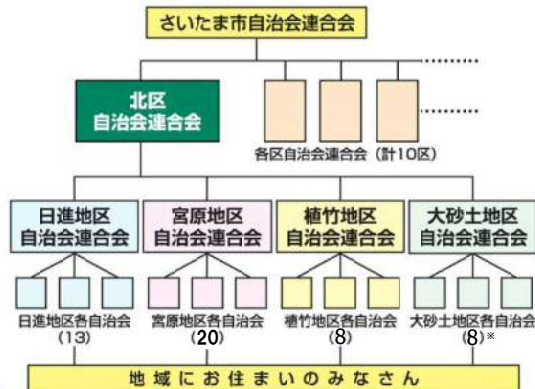 さいたま市自治会連合会
北区
自治会連合会
各区自治会連合会（計10区）
日進地区
自治会連合会
宮原地区
自治会連合会
植竹地区
自治会連合会
大砂土地区
自治会連合会
日進地区各自治会
（13）
宮原地区各自治会
（20）
植竹地区各自治会
（8）
大砂土地区各自治会
（8）※
地域にお住まいのみなさん